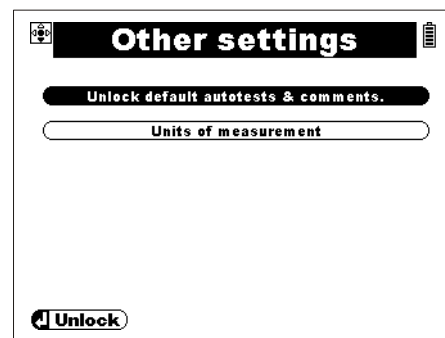 Other settings
Unlock default autotests & comments.
Units of measurement
Unlock